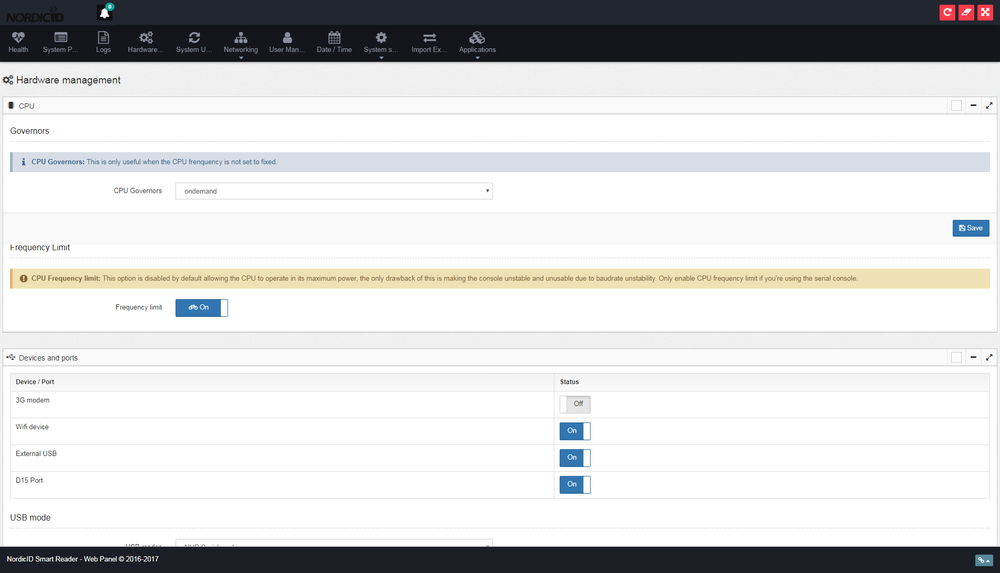 NORDICID
0
Health
System P...
Logs
Hardware...
System U...
Networking
User Man...
Date / Time
System s...
Import Ex...
Applications
Hardware management
CPU
Governors
CPU Governors: This is only useful when the CPU frenquency is not set to fixed.
CPU Governors
ondemand
Save
Frequency Limit
CPU Frequency limit: This option is disabled by default allowing the CPU to operate in its maximum power, the only drawback of this is making the console unstable and unusable due to baudrate unstability. Only enable CPU frequency limit if you're using the serial console.
Frequency limit
On
Devices and ports
Device / Port
Status
3G modem
Off
Wifi device
On
External USB
On
D15 Port
On
USB mode
USB modes
NordicID Smart Reader - Web Panel © 2016-2017